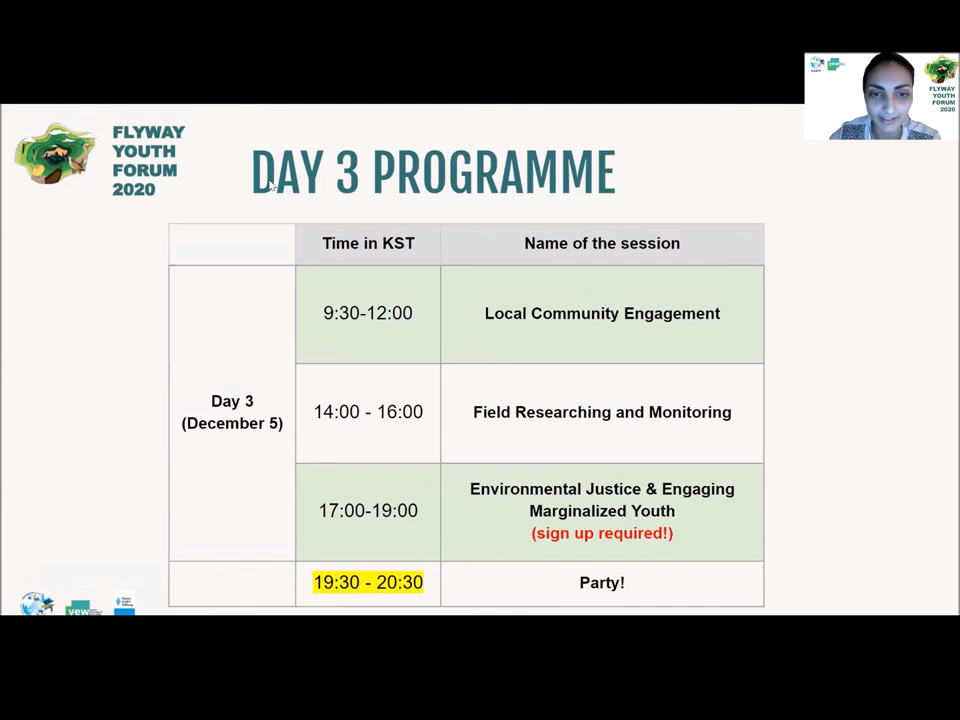 FLYWAY
YOUTH
FORUM
2020
DAY 3 PROGRAMME
Time in KST
Name of the session
Day 3
(December 5)
9:30-12:00
Local Community Engagement
14:00 - 16:00
Field Researching and Monitoring
17:00-19:00
Environmental Justice & Engaging
Marginalized Youth
(sign up required!)
19:30 - 20:30
Party!
yew
yew
FLYWAY
YOUTH
FORUM
2020